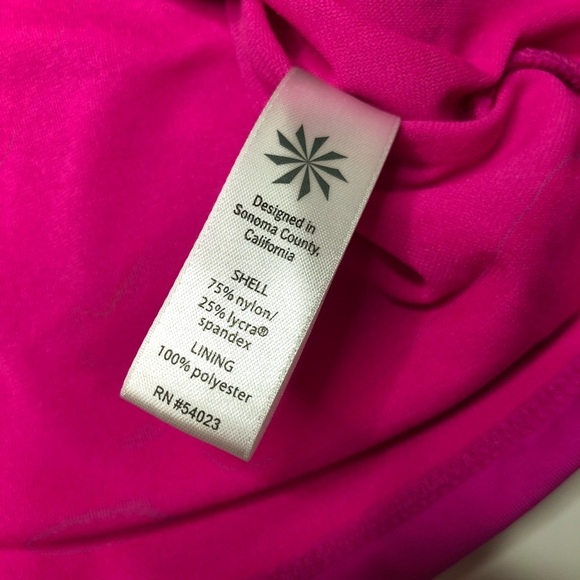 Designed in
Sonoma County,
California
SHELL
75% nylon/
25% lycra®
spandex
LINING
100% polyester
RN #54023